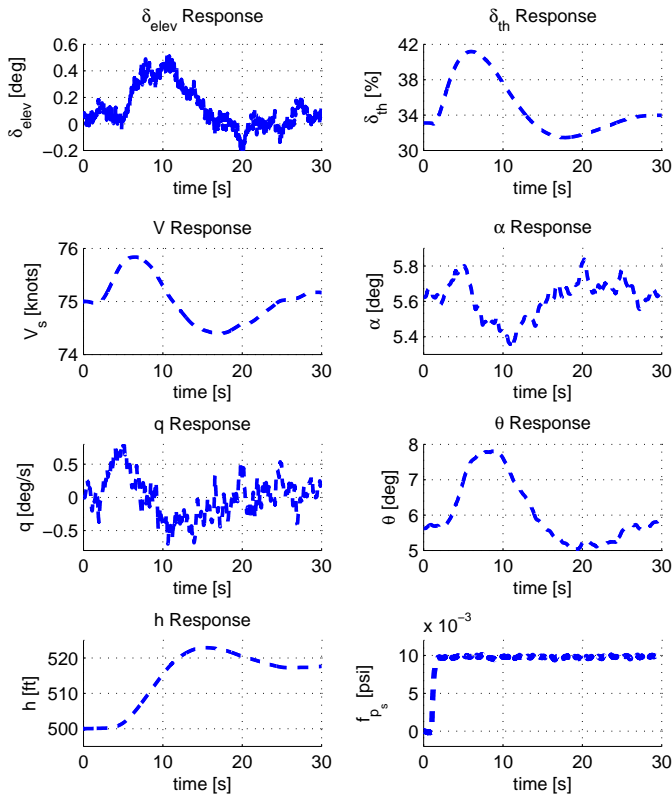 δelev Response
0.6
0.4
0.2
0
−0.2
δelev [deg]
0 10 20 30
time [s]
δth Response
42
38
34
30
δth [%]
0 10 20 30
time [s]
V Response
76
75
74
Vs [knots]
0 10 20 30
time [s]
α Response
5.8
5.6
5.4
α [deg]
0 10 20 30
time [s]
q Response
0.5
0
−0.5
q [deg/s]
0 10 20 30
time [s]
θ Response
8
7
6
5
θ [deg]
0 10 20 30
time [s]
h Response
520
510
500
h [ft]
0 10 20 30
time [s]
x 10−3
10
5
0
fps [psi]
0 10 20 30
time [s]